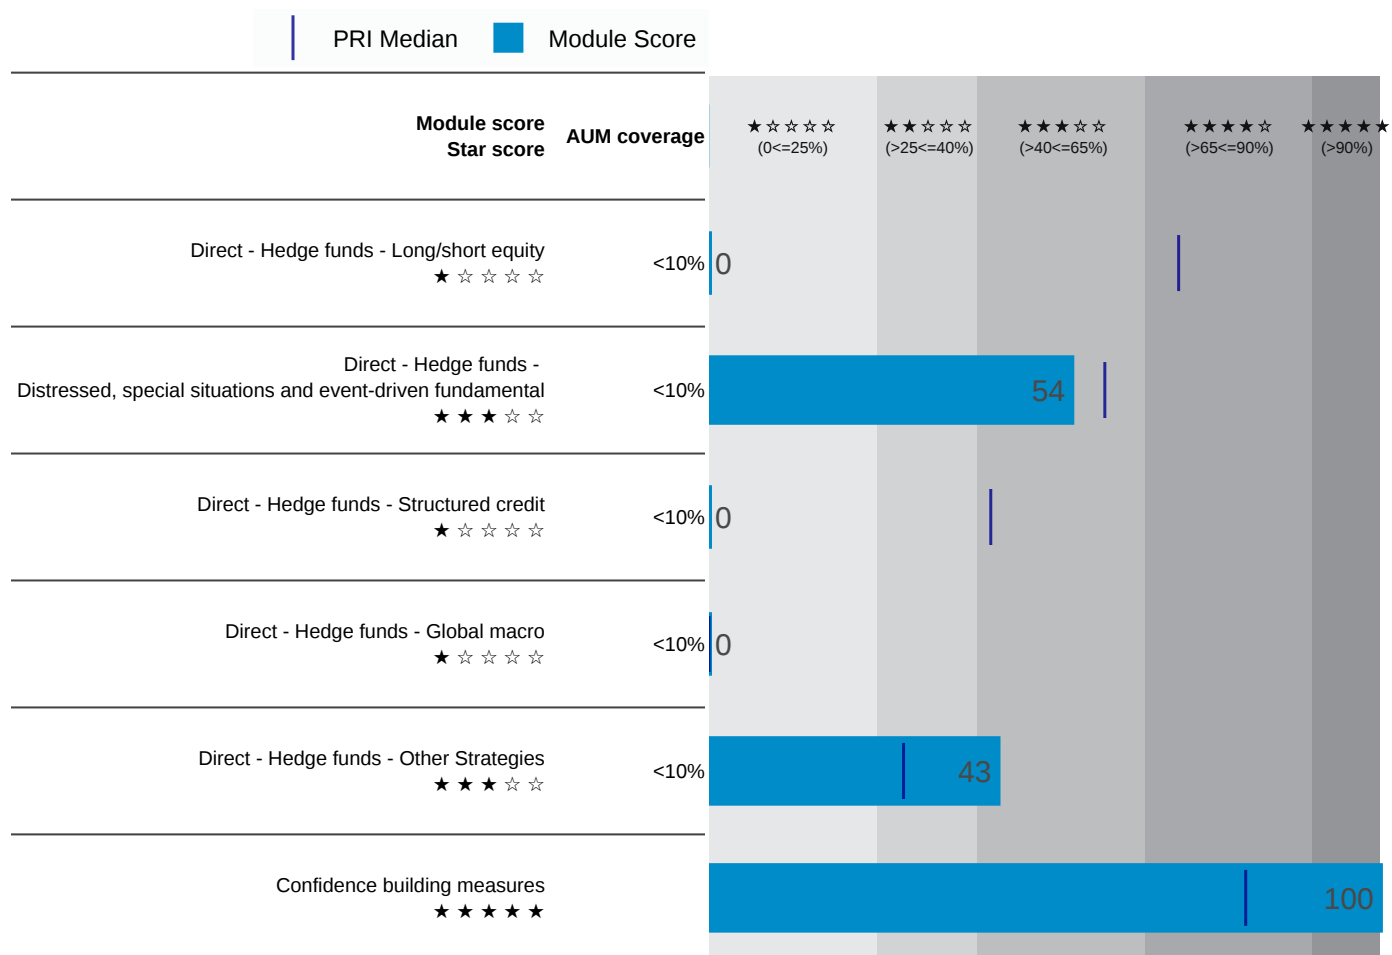 PRI Median Module Score
Module score
Star score
AUM coverage
★☆☆☆☆ ★★☆☆☆ ★★★☆☆ ★★★★☆ ★★★★★
(0<=25%) (>25<=40%) (>40<=65%) (>65<=90%) (>90%)
Direct - Hedge funds - Long/short equity
★☆☆☆☆
<10% 0
Direct - Hedge funds -
Distressed, special situations and event-driven fundamental
★★★☆☆
<10% 54
Direct - Hedge funds - Structured credit
★☆☆☆☆
<10% 0
Direct - Hedge funds - Global macro
★☆☆☆☆
<10% 0
Direct - Hedge funds - Other Strategies
★★★☆☆
<10% 43
Confidence building measures
★★★★★
100